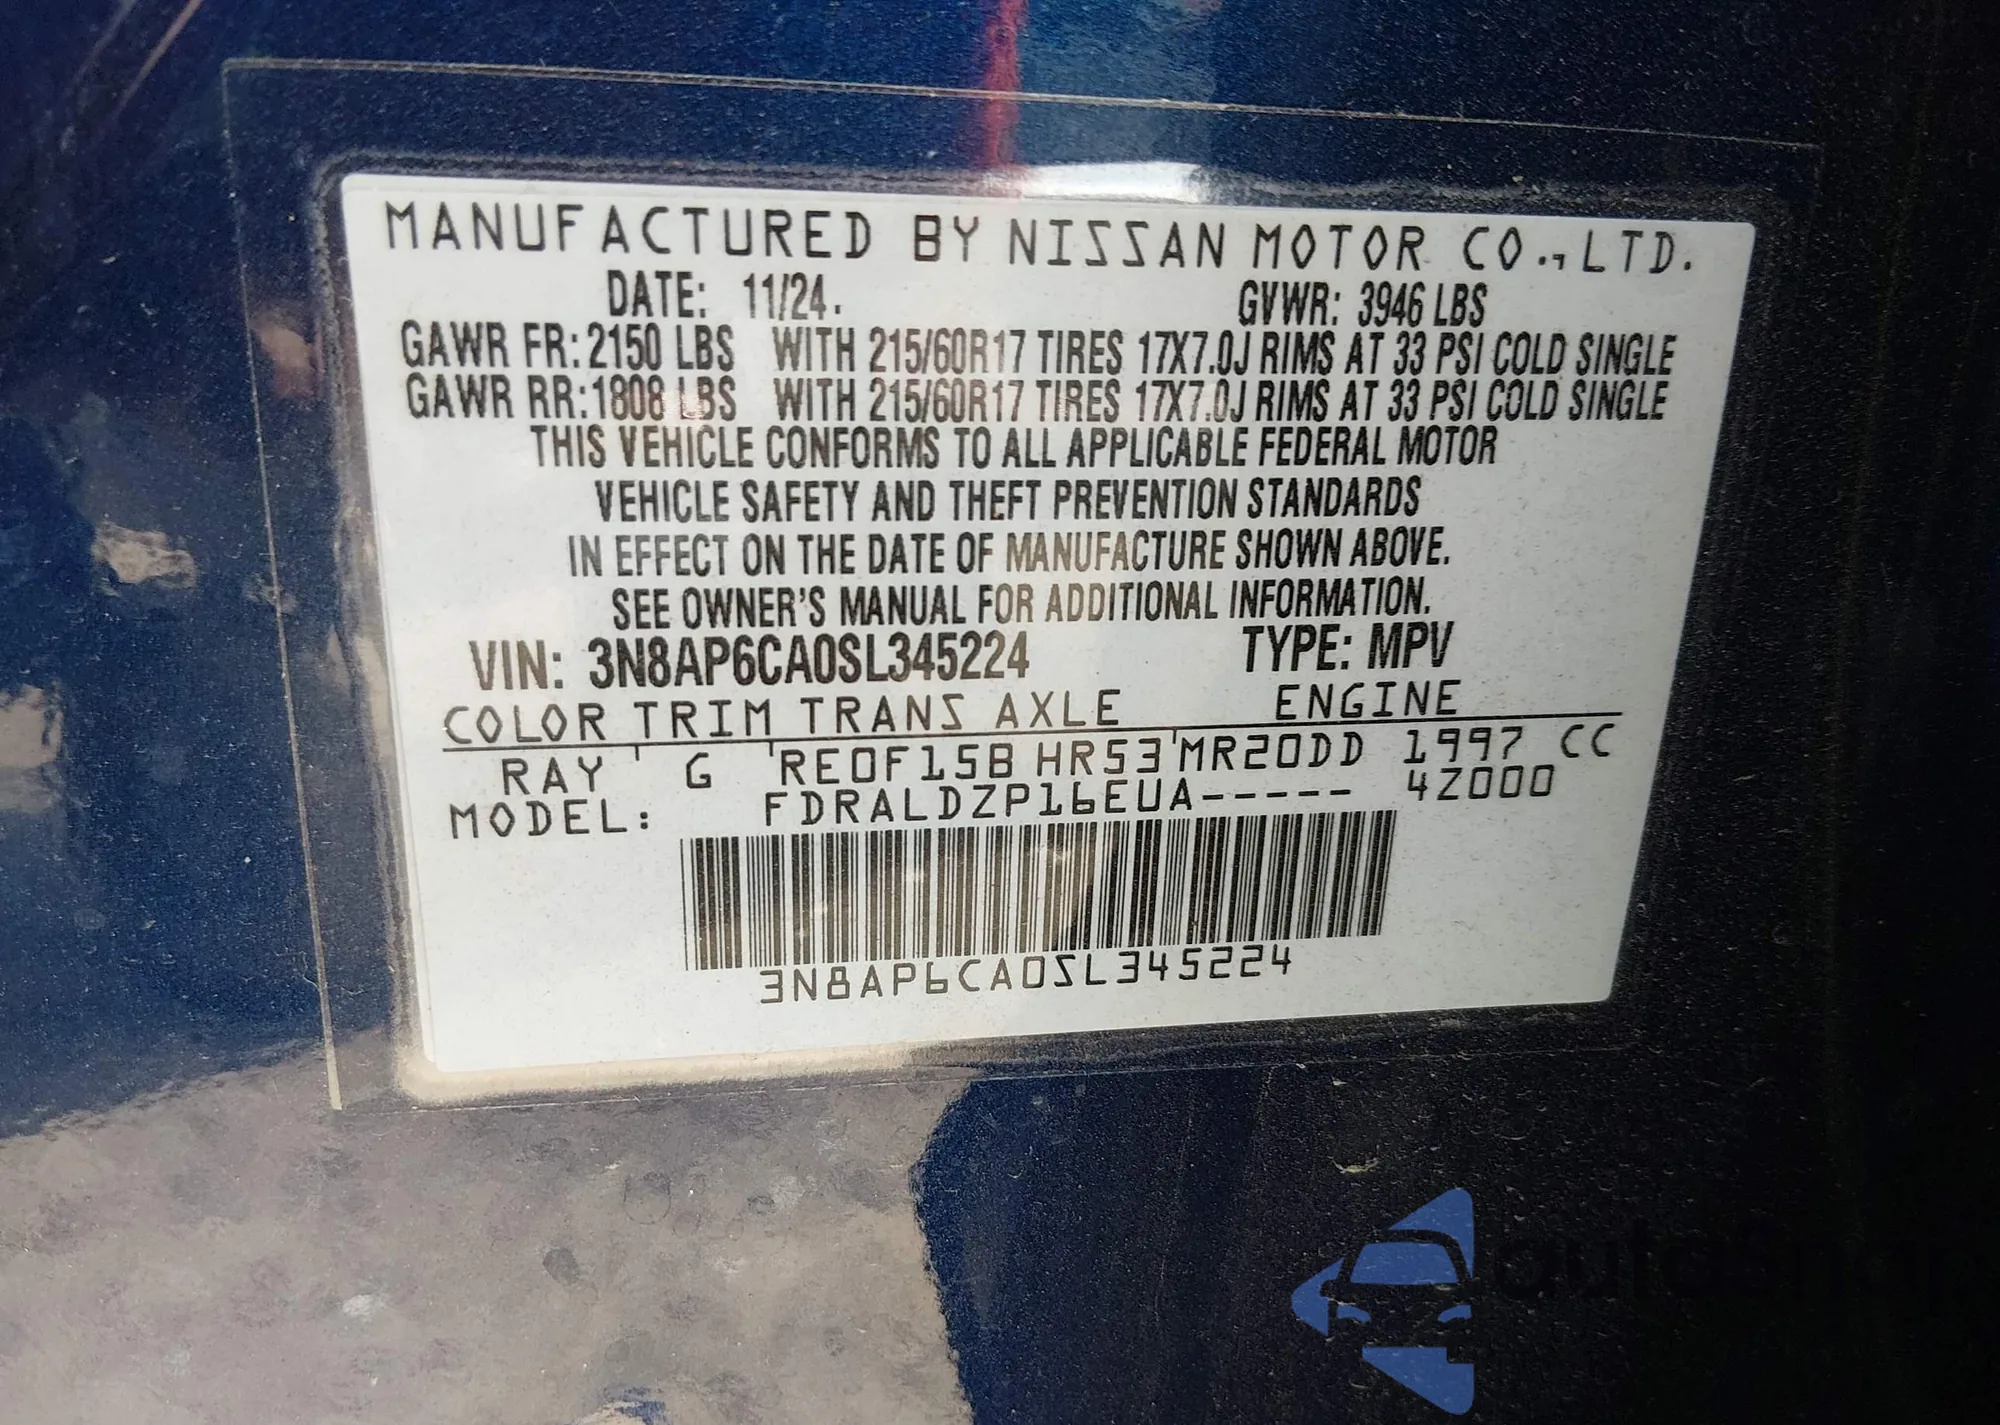 MANUFACTURED BY NISSAN MOTOR CO.,LTD.
DATE: 11/24. GVWR: 3946 LBS
GAWR FR: 2150 LBS WITH 215/60R17 TIRES 17X7.0J RIMS AT 33 PSI COLD SINGLE
GAWR RR: 1808 LBS WITH 215/60R17 TIRES 17X7.0J RIMS AT 33 PSI COLD SINGLE
THIS VEHICLE CONFORMS TO ALL APPLICABLE FEDERAL MOTOR
VEHICLE SAFETY AND THEFT PREVENTION STANDARDS
IN EFFECT ON THE DATE OF MANUFACTURE SHOWN ABOVE.
SEE OWNER'S MANUAL FOR ADDITIONAL INFORMATION.
VIN: 3N8AP6CA0SL345224 TYPE: MPV
COLOR TRIM TRANS AXLE ENGINE
RAY G RE0F15B HR53 MR20DD 1997 CC
MODEL: FDRALDZP16EUA----- 4Z000
3N8AP6CA0SL345224